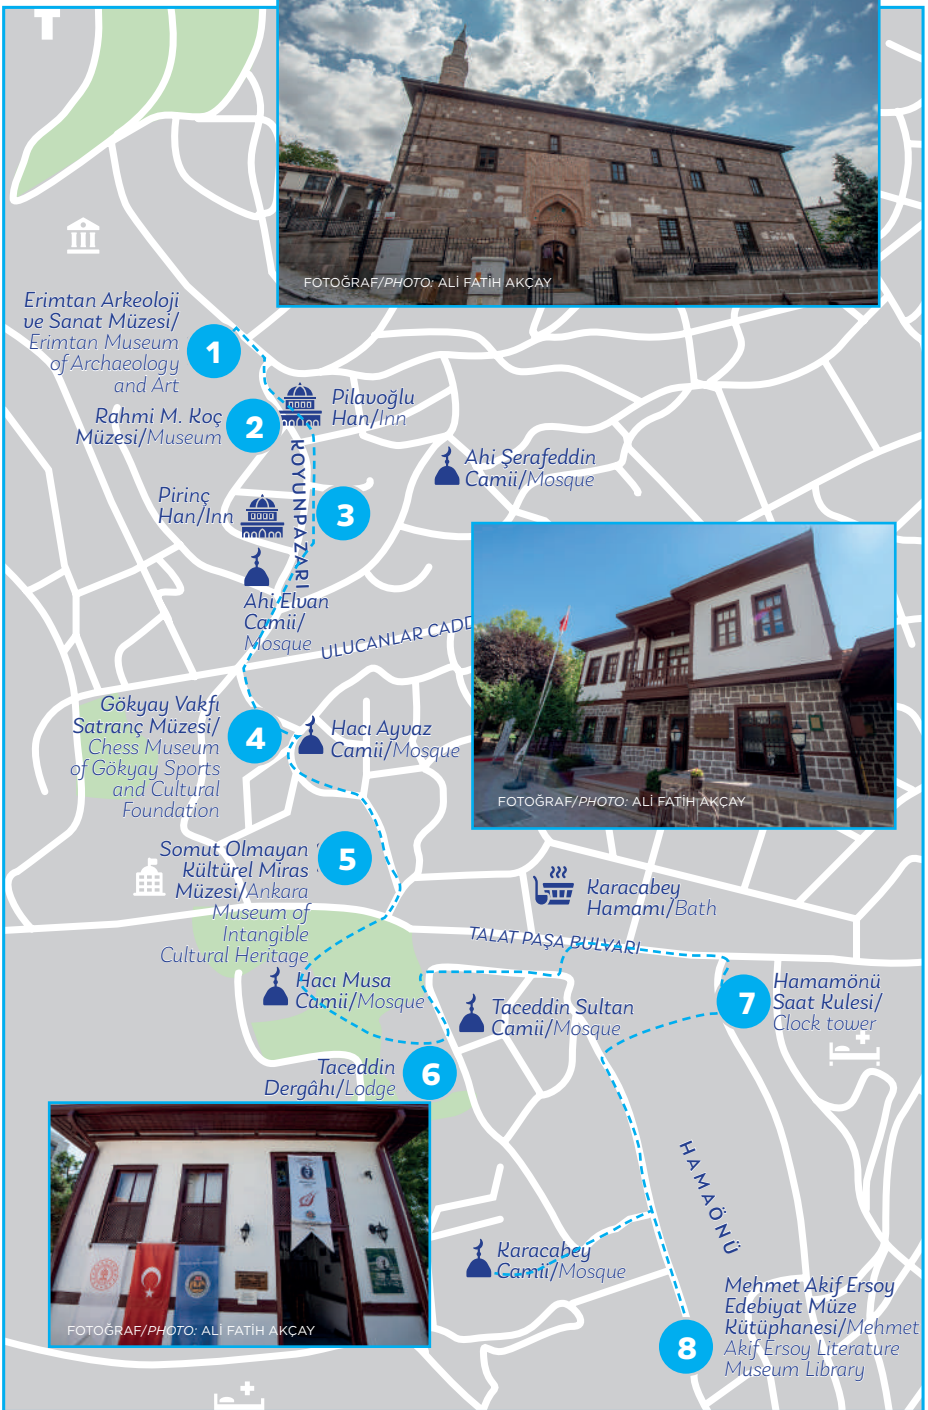 FOTOĞRAF/PHOTO: ALİ FATİH AKÇAY
Erimtan Arkeoloji
ve Sanat Müzesi/
Erimtan Museum
of Archaeology
and Art
1
Rahmi M. Koç
Müzesi/Museum
2
Pilavoğlu
Han/Inn
Ahi Şerafeddin
Camii/Mosque
Pirinç
Han/Inn
KOYUNPAZARI
3
Ahi Elvan
Camii/
Mosque
ULUCANLAR CADD
FOTOĞRAF/PHOTO: ALİ FATİH AKÇAY
Gökyay Vakfı
Satranç Müzesi/
Chess Museum
of Gökyay Sports
and Cultural
Foundation
4
Hacı Ayvaz
Camii/Mosque
Somut Olmayan
Kültürel Miras
Müzesi/Ankara
Museum of
Intangible
Cultural Heritage
5
Karacabey
Hamamı/Bath
TALAT PAŞA BULVARI
Hacı Musa
Camii/Mosque
Taceddin Sultan
Camii/Mosque
7
Hamamönü
Saat Kulesi/
Clock tower
Taceddin
Dergâhı/Lodge
6
HAMAÖNÜ
FOTOĞRAF/PHOTO: ALİ FATİH AKÇAY
Karacabey
Camii/Mosque
8
Mehmet Akif Ersoy
Edebiyat Müze
Kütüphanesi/Mehmet
Akif Ersoy Literature
Museum Library